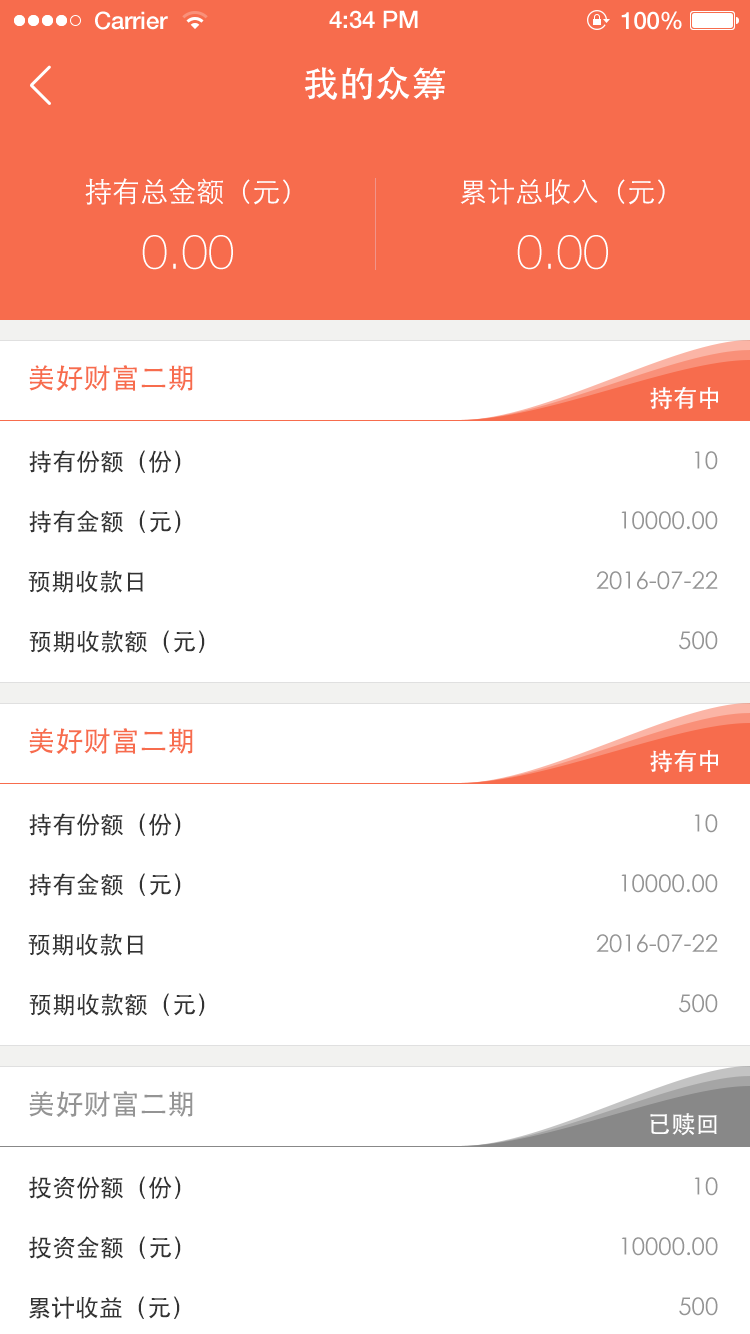 Carrier 4:34 PM 100%
我的众筹
持有总金额（元） 累计总收入（元）
0.00 0.00
美好财富二期 持有中
持有份额（份） 10
持有金额（元） 10000.00
预期收款日 2016-07-22
预期收款额（元） 500
美好财富二期 持有中
持有份额（份） 10
持有金额（元） 10000.00
预期收款日 2016-07-22
预期收款额（元） 500
美好财富二期 已赎回
投资份额（份） 10
投资金额（元） 10000.00
累计收益（元） 500